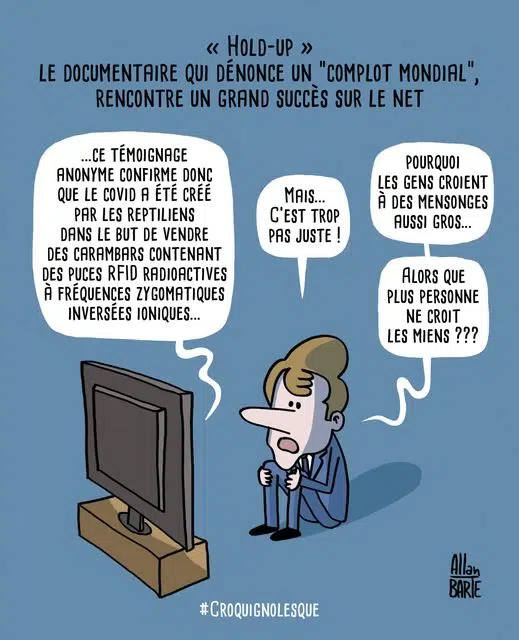 « HOLD-UP »
LE DOCUMENTAIRE QUI DÉNONCE UN "COMPLOT MONDIAL",
RENCONTRE UN GRAND SUCCÈS SUR LE NET
...CE TÉMOIGNAGE
ANONYME CONFIRME DONC
QUE LE COVID A ÉTÉ CRÉÉ
PAR LES REPTILIENS
DANS LE BUT DE VENDRE
DES CARAMBARS CONTENANT
DES PUCES RFID RADIOACTIVES
À FRÉQUENCES ZYGOMATIQUES
INVERSÉES IONIQUES...
MAIS...
C'EST TROP
PAS JUSTE !
POURQUOI
LES GENS CROIENT
À DES MENSONGES
AUSSI GROS...
ALORS QUE
PLUS PERSONNE
NE CROIT
LES MIENS ???
Allan
BARTE
#CROQUIGNOLESQUE